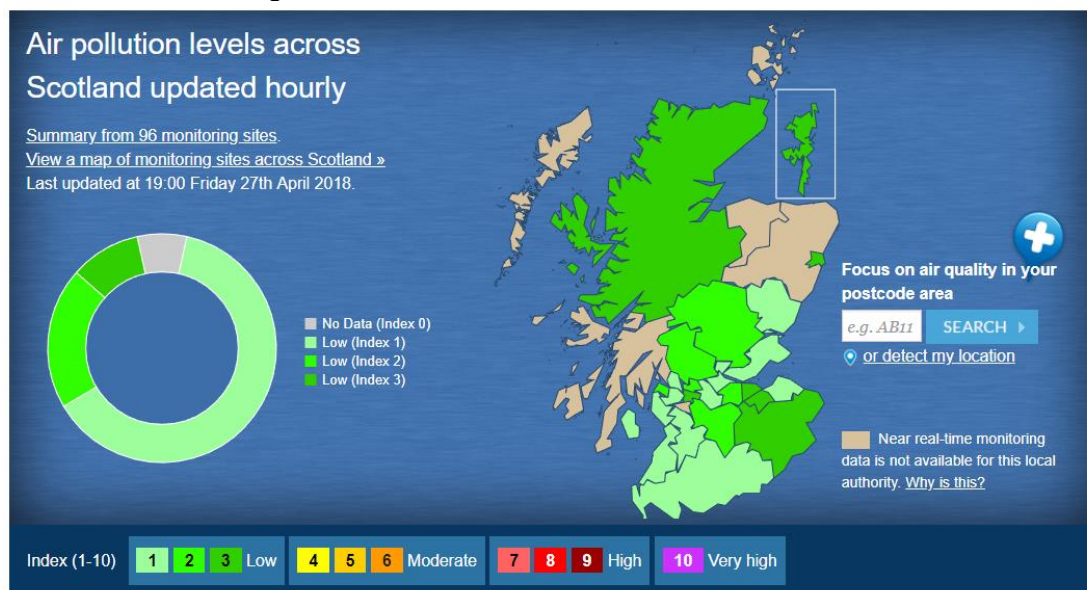 Air pollution levels across
Scotland updated hourly
Summary from 96 monitoring sites.
View a map of monitoring sites across Scotland »
Last updated at 19:00 Friday 27th April 2018.
No Data (Index 0)
Low (Index 1)
Low (Index 2)
Low (Index 3)
Focus on air quality in your
postcode area
e.g. AB11
SEARCH
or detect my location
Near real-time monitoring
data is not available for this local
authority. Why is this?
Index (1-10) 1 2 3 Low 4 5 6 Moderate 7 8 9 High 10 Very high